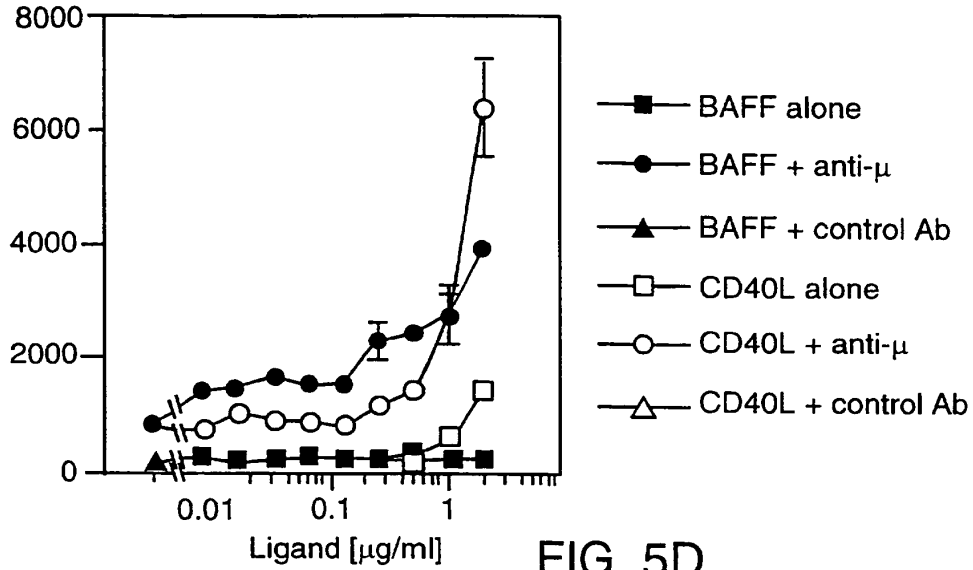 8000
6000
4000
2000
0
0.01
0.1
1
Ligand [μg/ml]
BAFF alone
BAFF + anti-μ
BAFF + control Ab
CD40L alone
CD40L + anti-μ
CD40L + control Ab
FIG. 5D